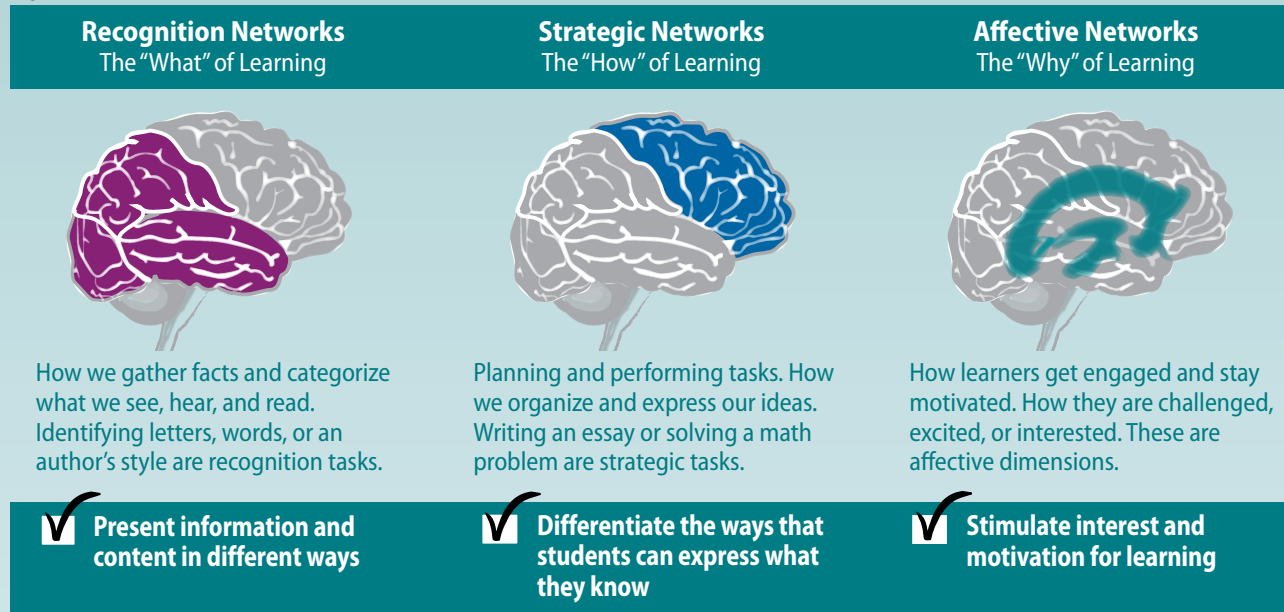 Recognition Networks
The “What” of Learning
How we gather facts and categorize
what we see, hear, and read.
Identifying letters, words, or an
author’s style are recognition tasks.
Present information and
content in different ways
Strategic Networks
The “How” of Learning
Planning and performing tasks. How
we organize and express our ideas.
Writing an essay or solving a math
problem are strategic tasks.
Differentiate the ways that
students can express what
they know
Affective Networks
The “Why” of Learning
How learners get engaged and stay
motivated. How they are challenged,
excited, or interested. These are
affective dimensions.
Stimulate interest and
motivation for learning